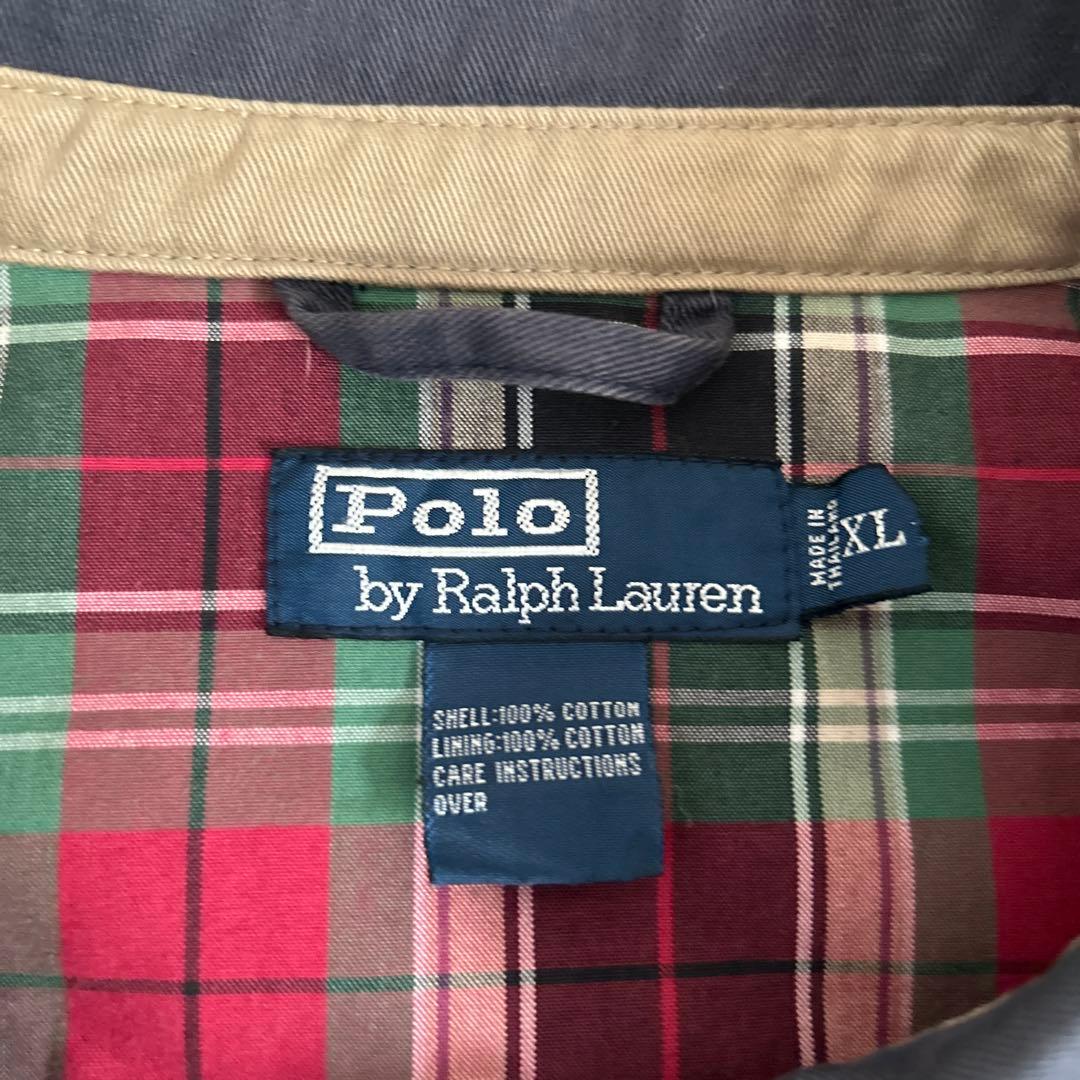 Polo
by Ralph Lauren
MADE IN
THAILAND
XL
SHELL:100% COTTON
LINING:100% COTTON
CARE INSTRUCTIONS
OVER